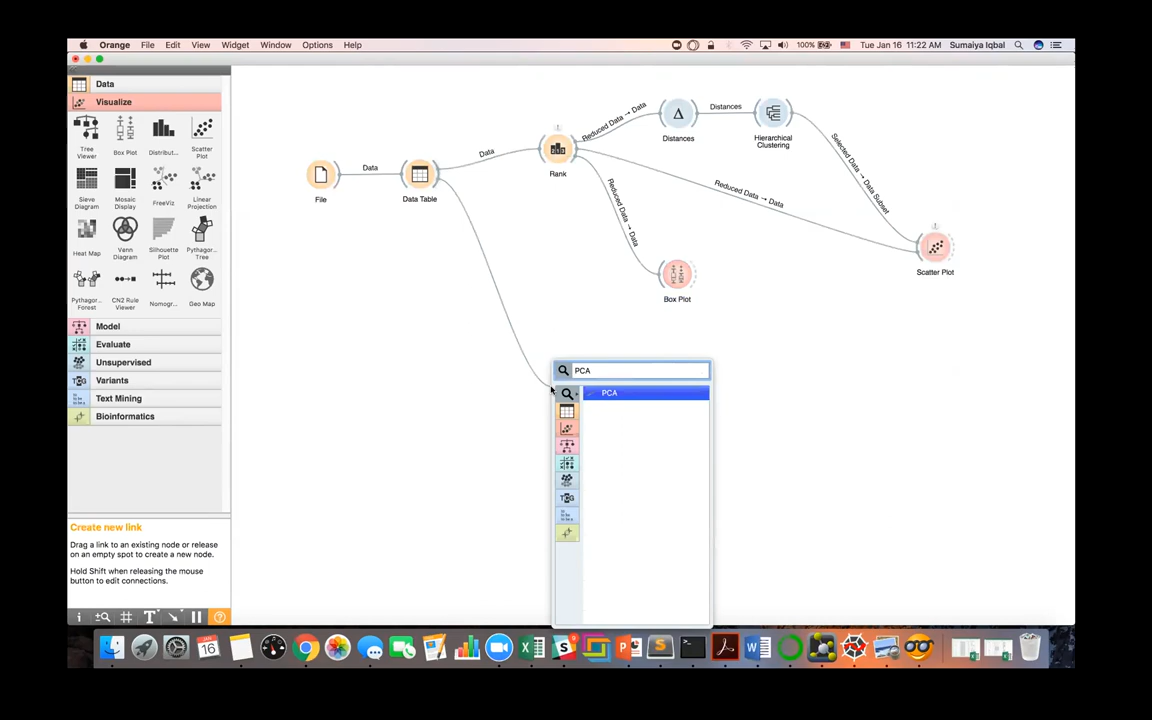 Orange File Edit View Widget Window Options Help 100% Tue Jan 16 11:22 AM Sumaiya Iqbal
Data
Visualize
Tree Viewer
Box Plot
Distribut...
Scatter Plot
Sieve Diagram
Mosaic Display
FreeViz
Linear Projection
Heat Map
Venn Diagram
Silhouette Plot
Pythagor... Tree
Pythagor... Forest
CN2 Rule Viewer
Nomogr...
Geo Map
Model
Evaluate
Unsupervised
Variants
Text Mining
Bioinformatics
Create new link
Drag a link to an existing node or release
on an empty spot to create a new node.
Hold Shift when releasing the mouse
button to edit connections.
File
Data
Data Table
Data
Rank
Reduced Data → Data
Distances
Distances
Hierarchical
Clustering
Selected Data → Data Subset
Reduced Data → Data
Reduced Data → Data
Box Plot
Scatter Plot
PCA
PCA
JAN
16